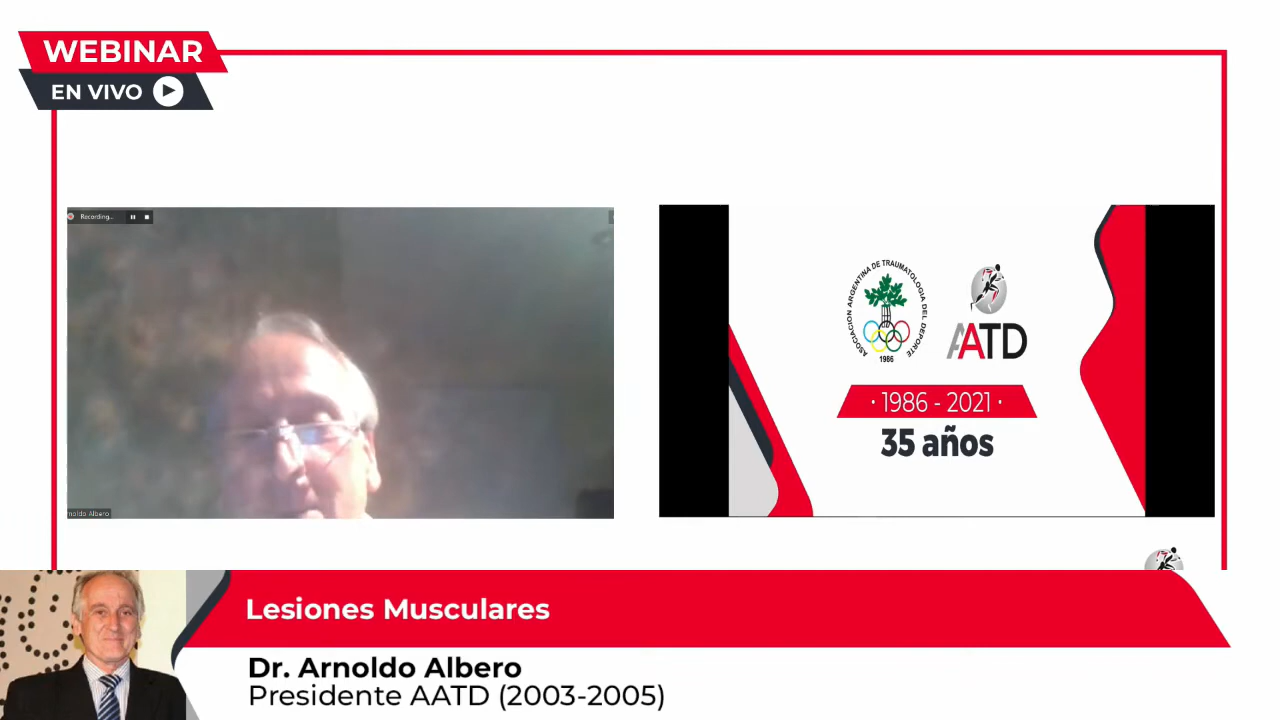 WEBINAR
EN VIVO
Recording...
noldo Albero
ASOCIACION ARGENTINA DE TRAUMATOLOGIA DEL DEPORTE
1986
AATD
· 1986 - 2021 ·
35 años
Lesiones Musculares
Dr. Arnoldo Albero
Presidente AATD (2003-2005)